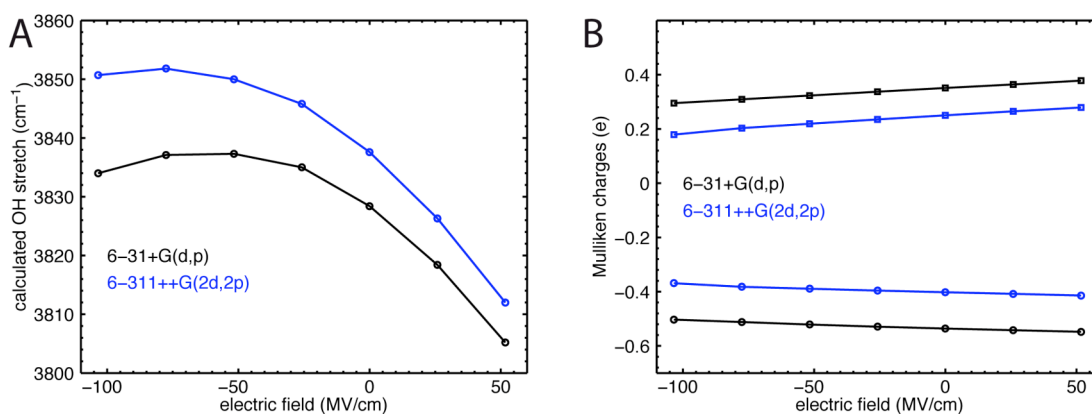 A
3860
3850
3840
3830
3820
3810
3800
calculated OH stretch (cm⁻¹)
6−31+G(d,p)
6−311++G(2d,2p)
−100
−50
0
50
electric field (MV/cm)
B
0.4
0.2
0
−0.2
−0.4
−0.6
Mulliken charges (e)
6−31+G(d,p)
6−311++G(2d,2p)
−100
−50
0
50
electric field (MV/cm)